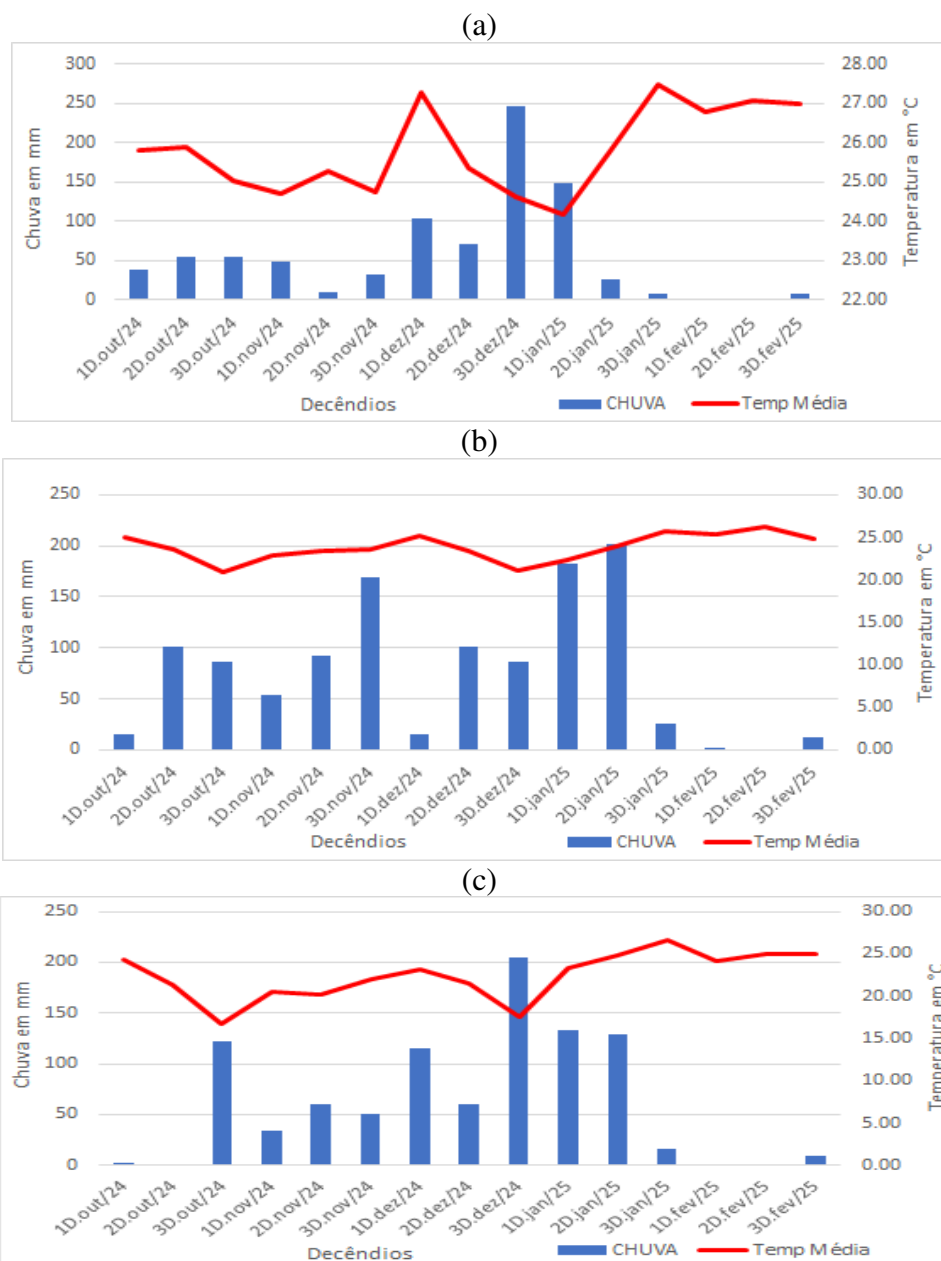 (a)
300
250
200
150
100
50
0
Chuva em mm
28.00
27.00
26.00
25.00
24.00
23.00
22.00
Temperatura em °C
1D.out/24
2D.out/24
3D.out/24
1D.nov/24
2D.nov/24
3D.nov/24
1D.dez/24
2D.dez/24
3D.dez/24
1D.jan/25
2D.jan/25
3D.jan/25
1D.fev/25
2D.fev/25
3D.fev/25
Decêndios
CHUVA
Temp Média
(b)
250
200
150
100
50
0
Chuva em mm
30.00
25.00
20.00
15.00
10.00
5.00
0.00
Temperatura em °C
1D.out/24
2D.out/24
3D.out/24
1D.nov/24
2D.nov/24
3D.nov/24
1D.dez/24
2D.dez/24
3D.dez/24
1D.jan/25
2D.jan/25
3D.jan/25
1D.fev/25
2D.fev/25
3D.fev/25
Decêndios
CHUVA
Temp Média
(c)
250
200
150
100
50
0
Chuva em mm
30.00
25.00
20.00
15.00
10.00
5.00
0.00
Temperatura em °C
1D.out/24
2D.out/24
3D.out/24
1D.nov/24
2D.nov/24
3D.nov/24
1D.dez/24
2D.dez/24
3D.dez/24
1D.jan/25
2D.jan/25
3D.jan/25
1D.fev/25
2D.fev/25
3D.fev/25
Decêndios
CHUVA
Temp Média